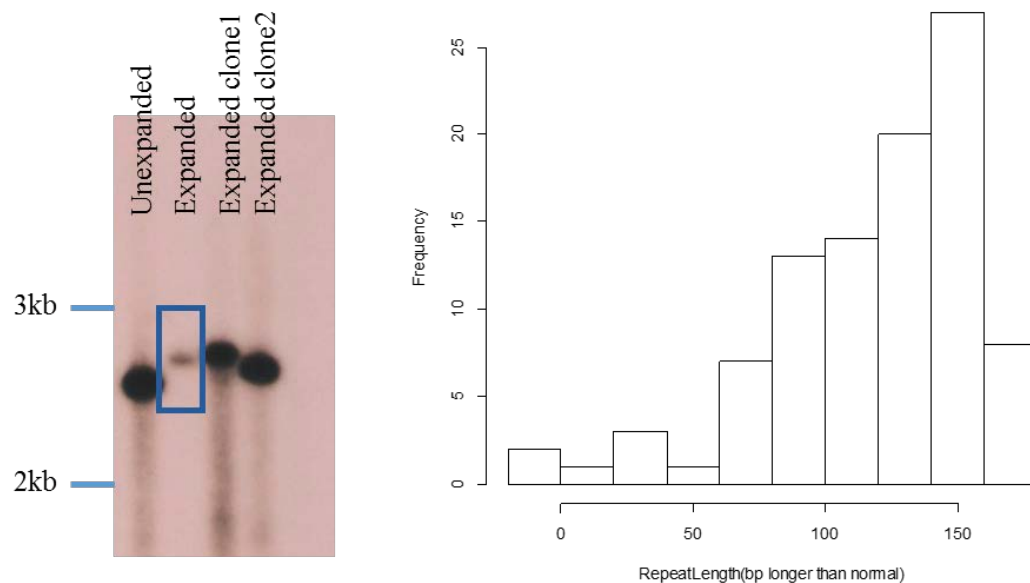 Unexpanded
Expanded
Expanded clone1
Expanded clone2
3kb
2kb
Frequency
25
20
15
10
5
0
0
50
100
150
RepeatLength(bp longer than normal)